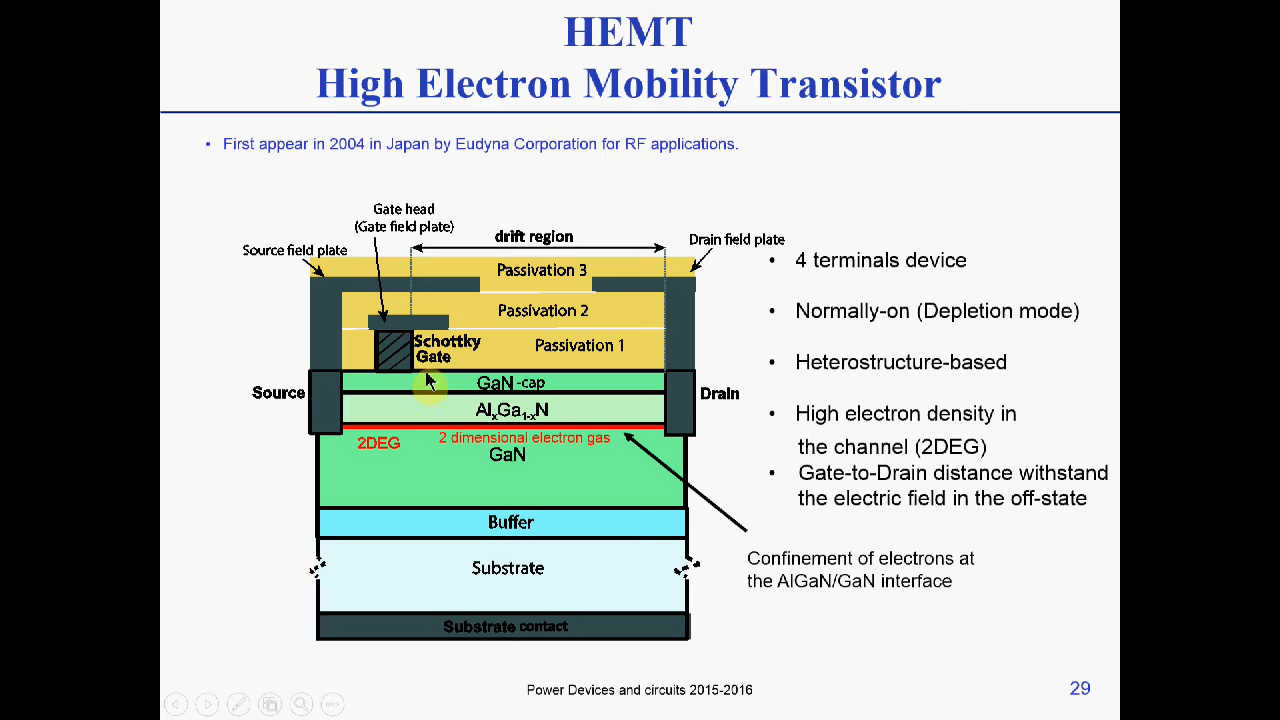 HEMT
High Electron Mobility Transistor
• First appear in 2004 in Japan by Eudyna Corporation for RF applications.
Gate head
(Gate field plate)
Source field plate
drift region
Drain field plate
Passivation 3
Passivation 2
Passivation 1
Schottky
Gate
GaN-cap
Source
Drain
AlxGa1-xN
2DEG
2 dimensional electron gas
GaN
Buffer
Substrate
Substrate contact
• 4 terminals device
• Normally-on (Depletion mode)
• Heterostructure-based
• High electron density in
the channel (2DEG)
• Gate-to-Drain distance withstand
the electric field in the off-state
Confinement of electrons at
the AlGaN/GaN interface
Power Devices and circuits 2015-2016
29